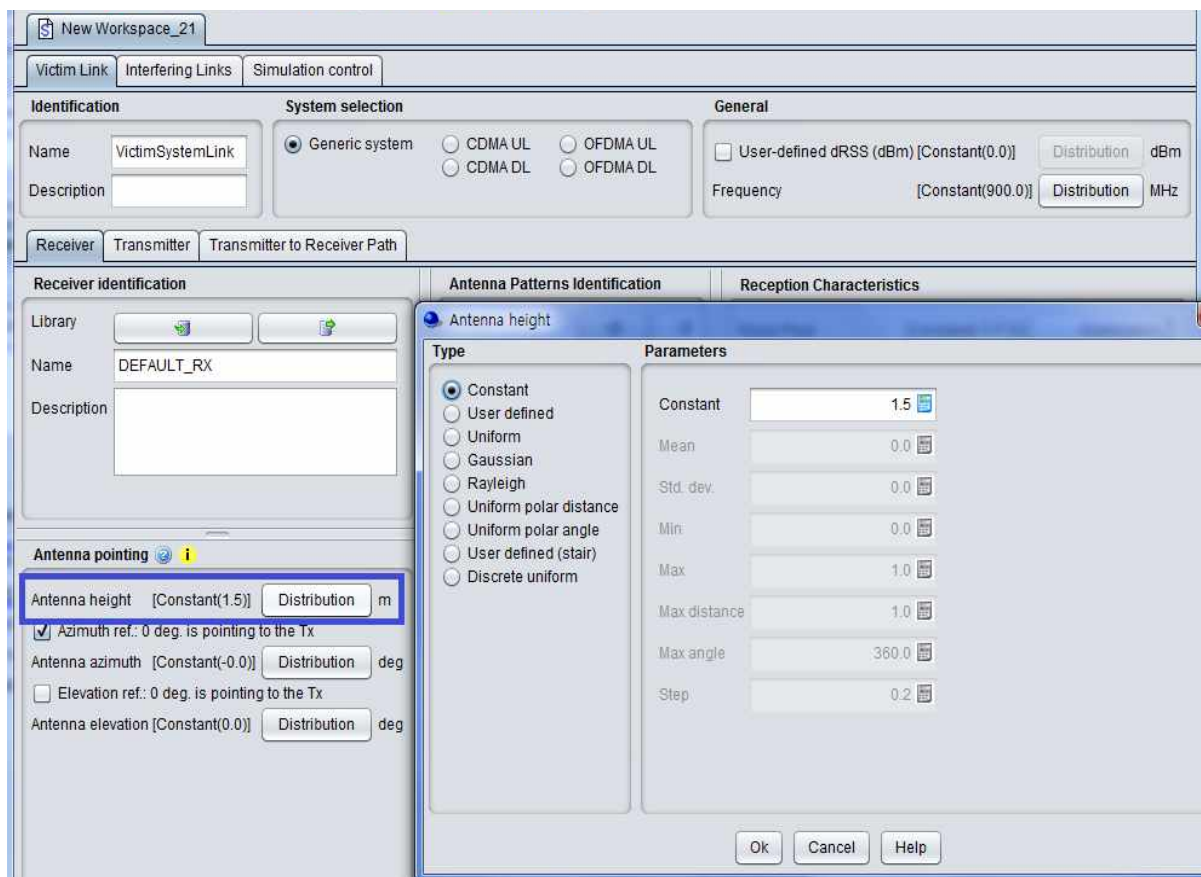 New Workspace_21
Victim Link Interfering Links Simulation control
Identification System selection General
Name VictimSystemLink Generic system CDMA UL OFDMA UL User-defined dRSS (dBm) [Constant(0.0)] Distribution dBm
CDMA DL OFDMA DL
Description Frequency [Constant(900.0)] Distribution MHz
Receiver Transmitter Transmitter to Receiver Path
Receiver identification Antenna Patterns Identification Reception Characteristics
Library
Name DEFAULT_RX
Description
Antenna pointing
Antenna height [Constant(1.5)] Distribution m
Azimuth ref.: 0 deg. is pointing to the Tx
Antenna azimuth [Constant(-0.0)] Distribution deg
Elevation ref.: 0 deg. is pointing to the Tx
Antenna elevation [Constant(0.0)] Distribution deg
Antenna height
Type Parameters
Constant
User defined
Uniform
Gaussian
Rayleigh
Uniform polar distance
Uniform polar angle
User defined (stair)
Discrete uniform
Constant 1.5
Mean 0.0
Std. dev. 0.0
Min 0.0
Max 1.0
Max distance 1.0
Max angle 360.0
Step 0.2
Ok Cancel Help